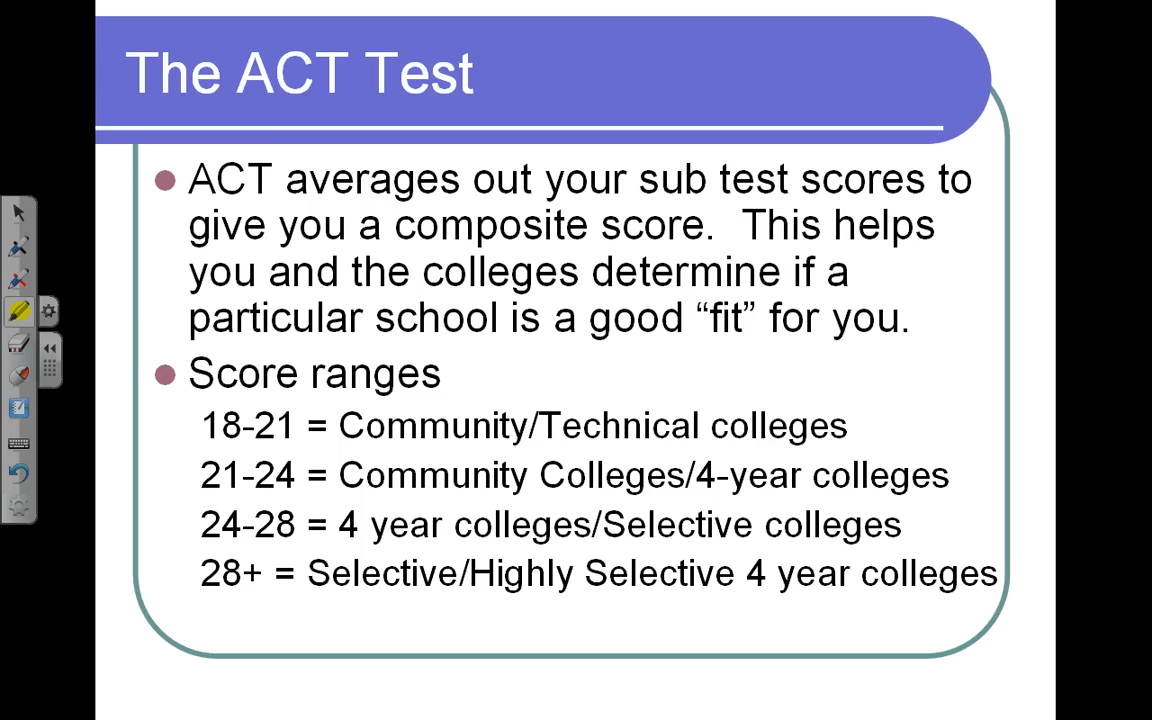 The ACT Test
ACT averages out your sub test scores to
give you a composite score.  This helps
you and the colleges determine if a
particular school is a good “fit” for you.
Score ranges
18-21 = Community/Technical colleges
21-24 = Community Colleges/4-year colleges
24-28 = 4 year colleges/Selective colleges
28+ = Selective/Highly Selective 4 year colleges